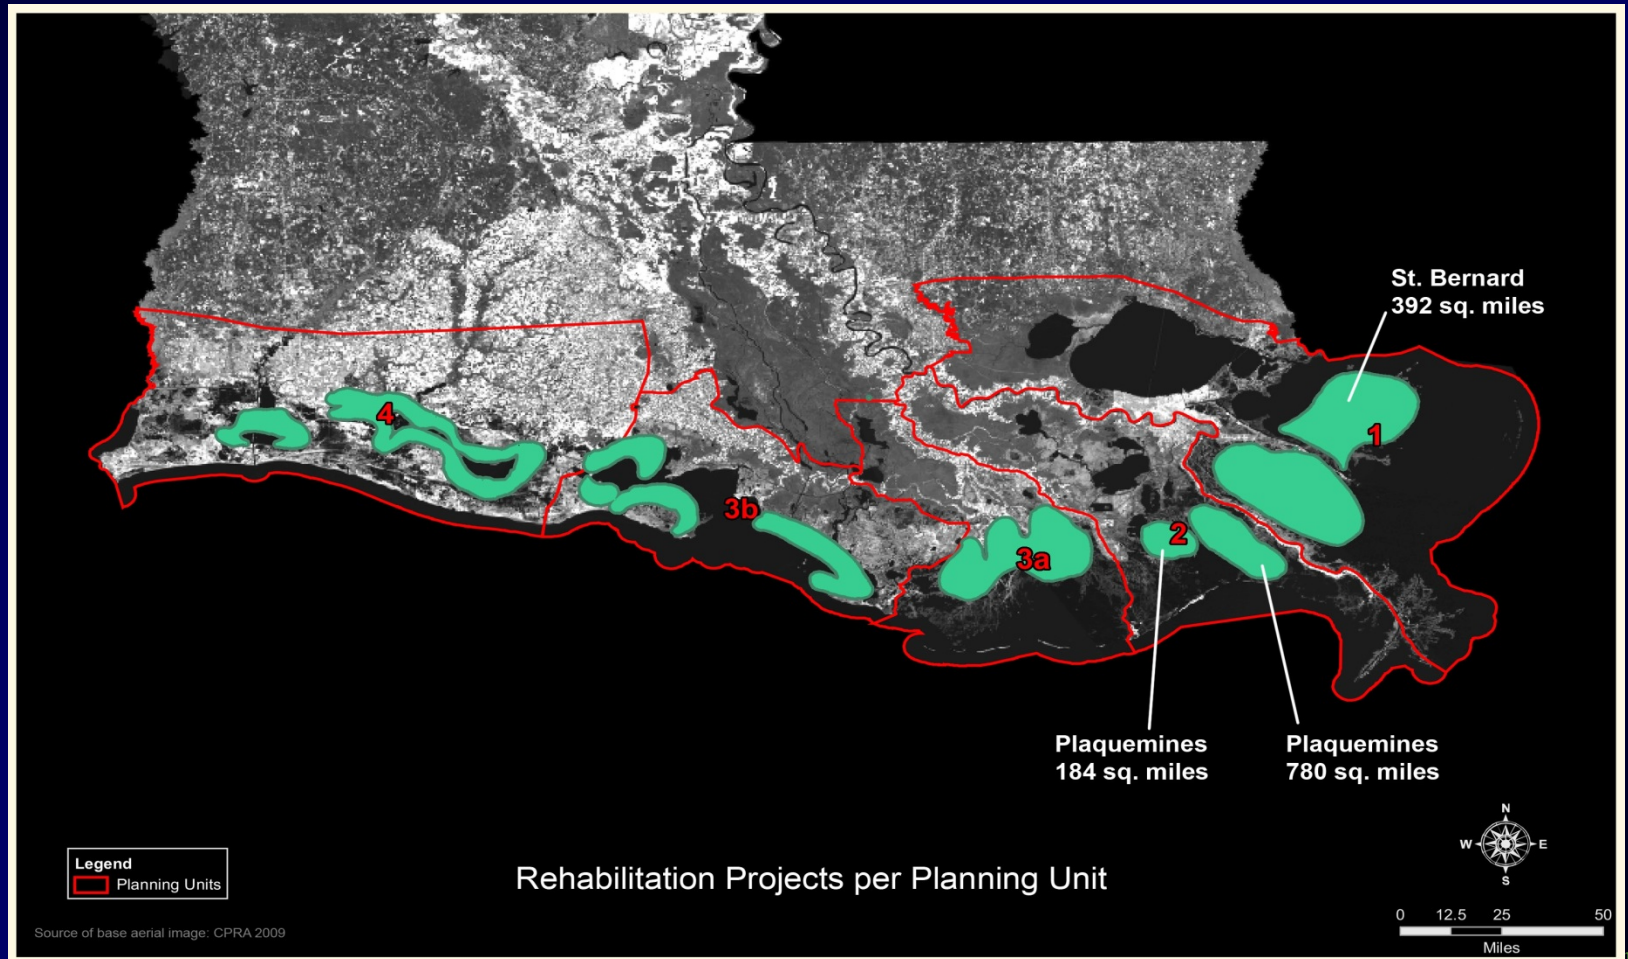 St. Bernard
392 sq. miles
4
1
3b
2
3a
Plaquemines
184 sq. miles
Plaquemines
780 sq. miles
N
W
E
S
Legend
Planning Units
Rehabilitation Projects per Planning Unit
0 12.5 25 50
Miles
Source of base aerial image: CPRA 2009